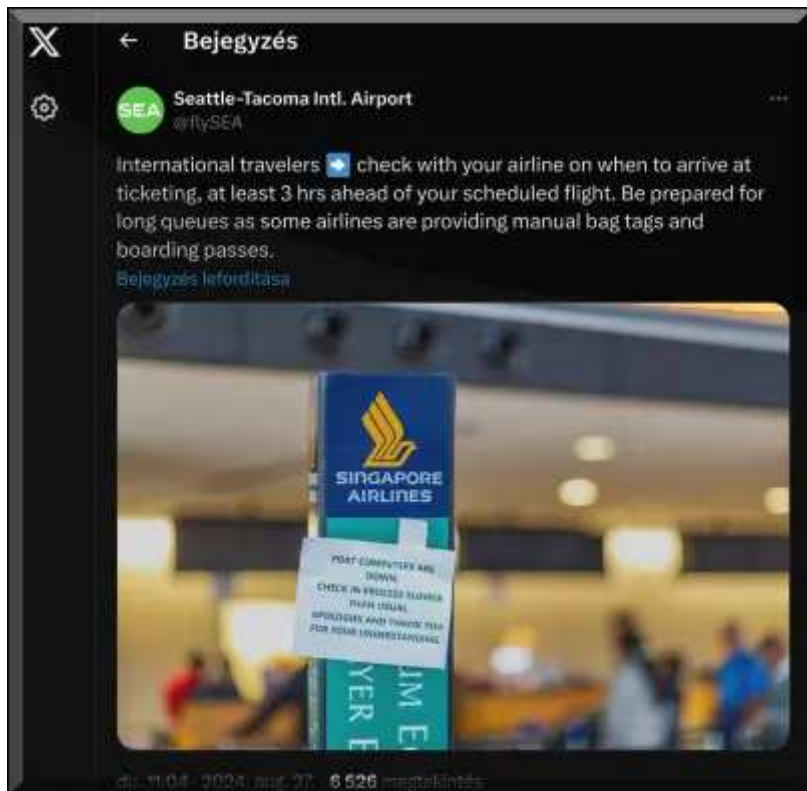 X
← Bejegyzés
SEA
Seattle-Tacoma Intl. Airport
@flySEA
International travelers ➡️ check with your airline on when to arrive at
ticketing, at least 3 hrs ahead of your scheduled flight. Be prepared for
long queues as some airlines are providing manual bag tags and
boarding passes.
Bejegyzés lefordítása
SINGAPORE
AIRLINES
PORT COMPUTERS ARE
DOWN
CHECK IN PROCESS SLOWER
THAN USUAL
APOLOGIES AND THANK YOU
FOR YOUR UNDERSTANDING
du. 11:04 · 2024. aug. 27. · 6 526 megtekintés